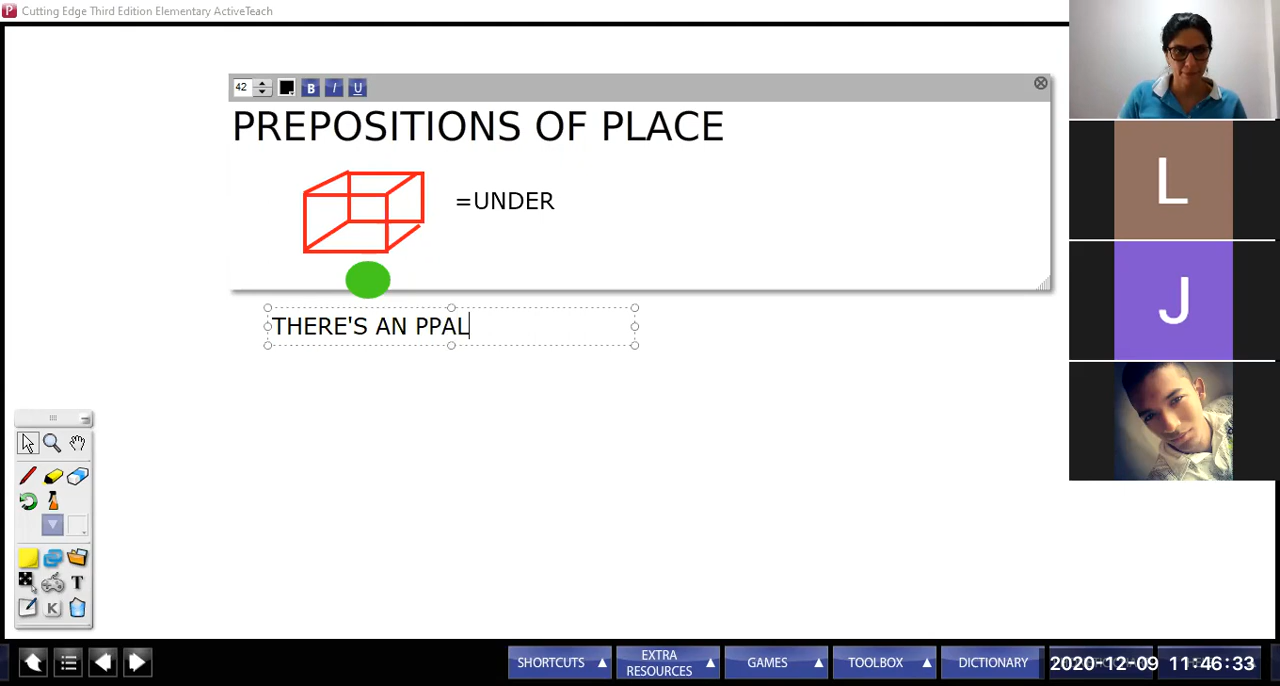 Cutting Edge Third Edition Elementary ActiveTeach
42
B I U
PREPOSITIONS OF PLACE
=UNDER
THERE'S AN PPAL
L
J
T
K
SHORTCUTS
EXTRA
RESOURCES
GAMES
TOOLBOX
DICTIONARY
2020-12-09 11:46:33